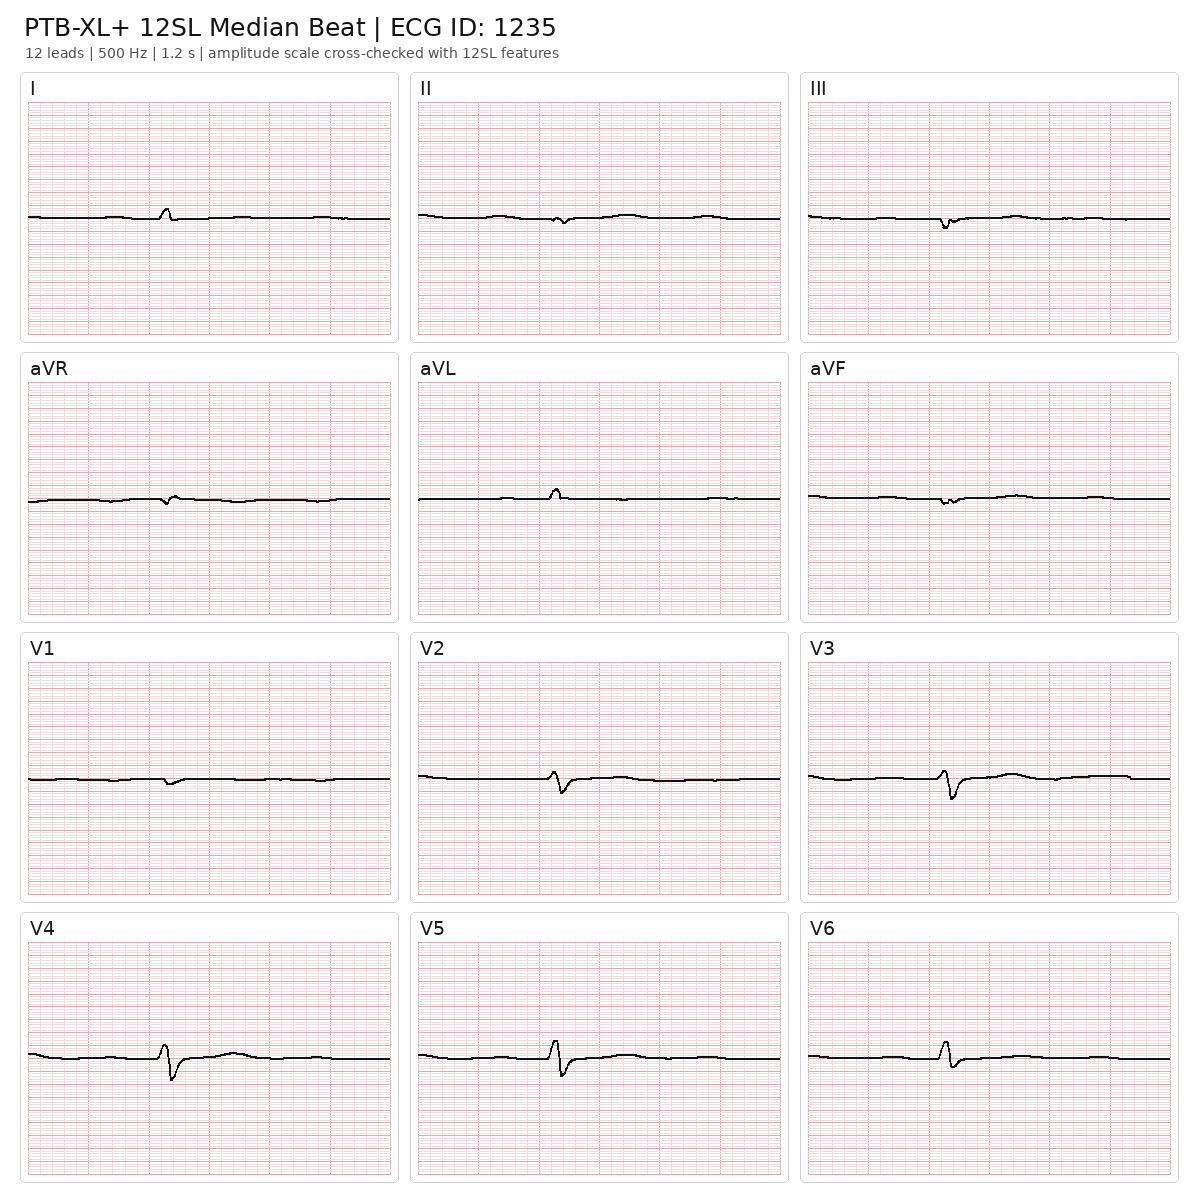 PTB-XL+ 12SL Median Beat | ECG ID: 1235
12 leads | 500 Hz | 1.2 s | amplitude scale cross-checked with 12SL features
I
II
III
aVR
aVL
aVF
V1
V2
V3
V4
V5
V6